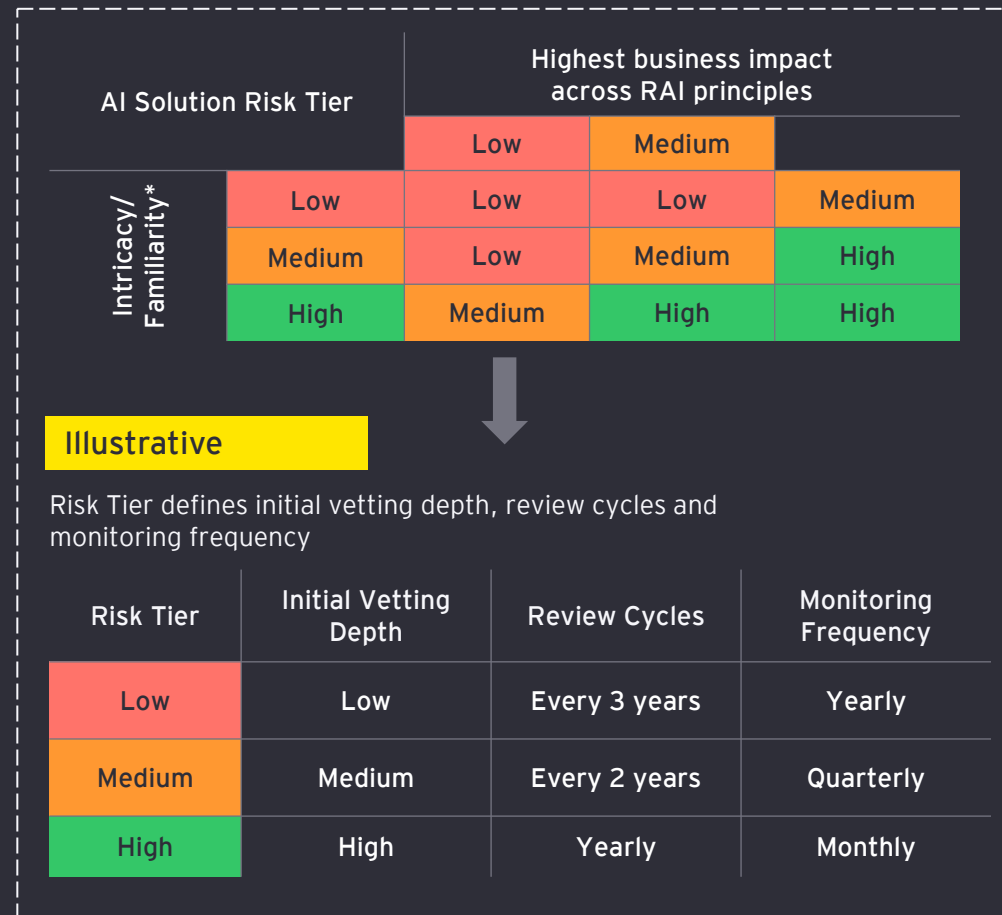 AI Solution Risk Tier
Highest business impact
across RAI principles
Low Medium
Intricacy/
Familiarity*
Low Low Low Medium
Medium Low Medium High
High Medium High High
Illustrative
Risk Tier defines initial vetting depth, review cycles and
monitoring frequency
Risk Tier
Initial Vetting
Depth
Review Cycles
Monitoring
Frequency
Low Low Every 3 years Yearly
Medium Medium Every 2 years Quarterly
High High Yearly Monthly